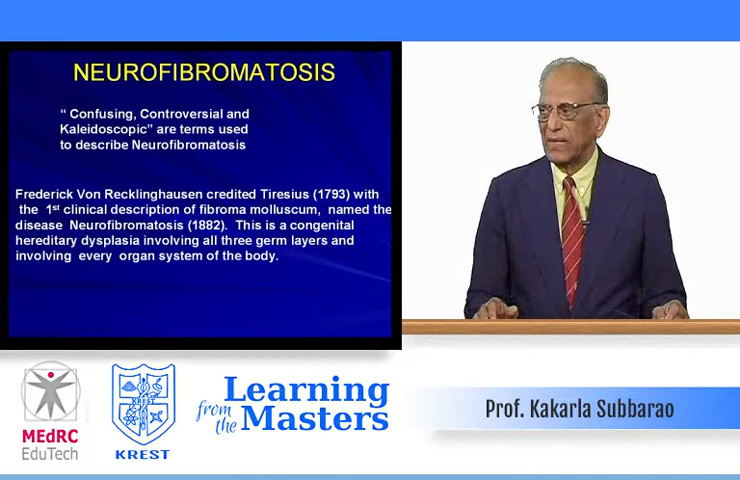 NEUROFIBROMATOSIS
“ Confusing, Controversial and
Kaleidoscopic” are terms used
to describe Neurofibromatosis
Frederick Von Recklinghausen credited Tiresius (1793) with
the 1st clinical description of fibroma molluscum, named the
disease Neurofibromatosis (1882). This is a congenital
hereditary dysplasia involving all three germ layers and
involving every organ system of the body.
MEdRC
EduTech
KREST
KREST
Learning
from the
Masters
Prof. Kakarla Subbarao